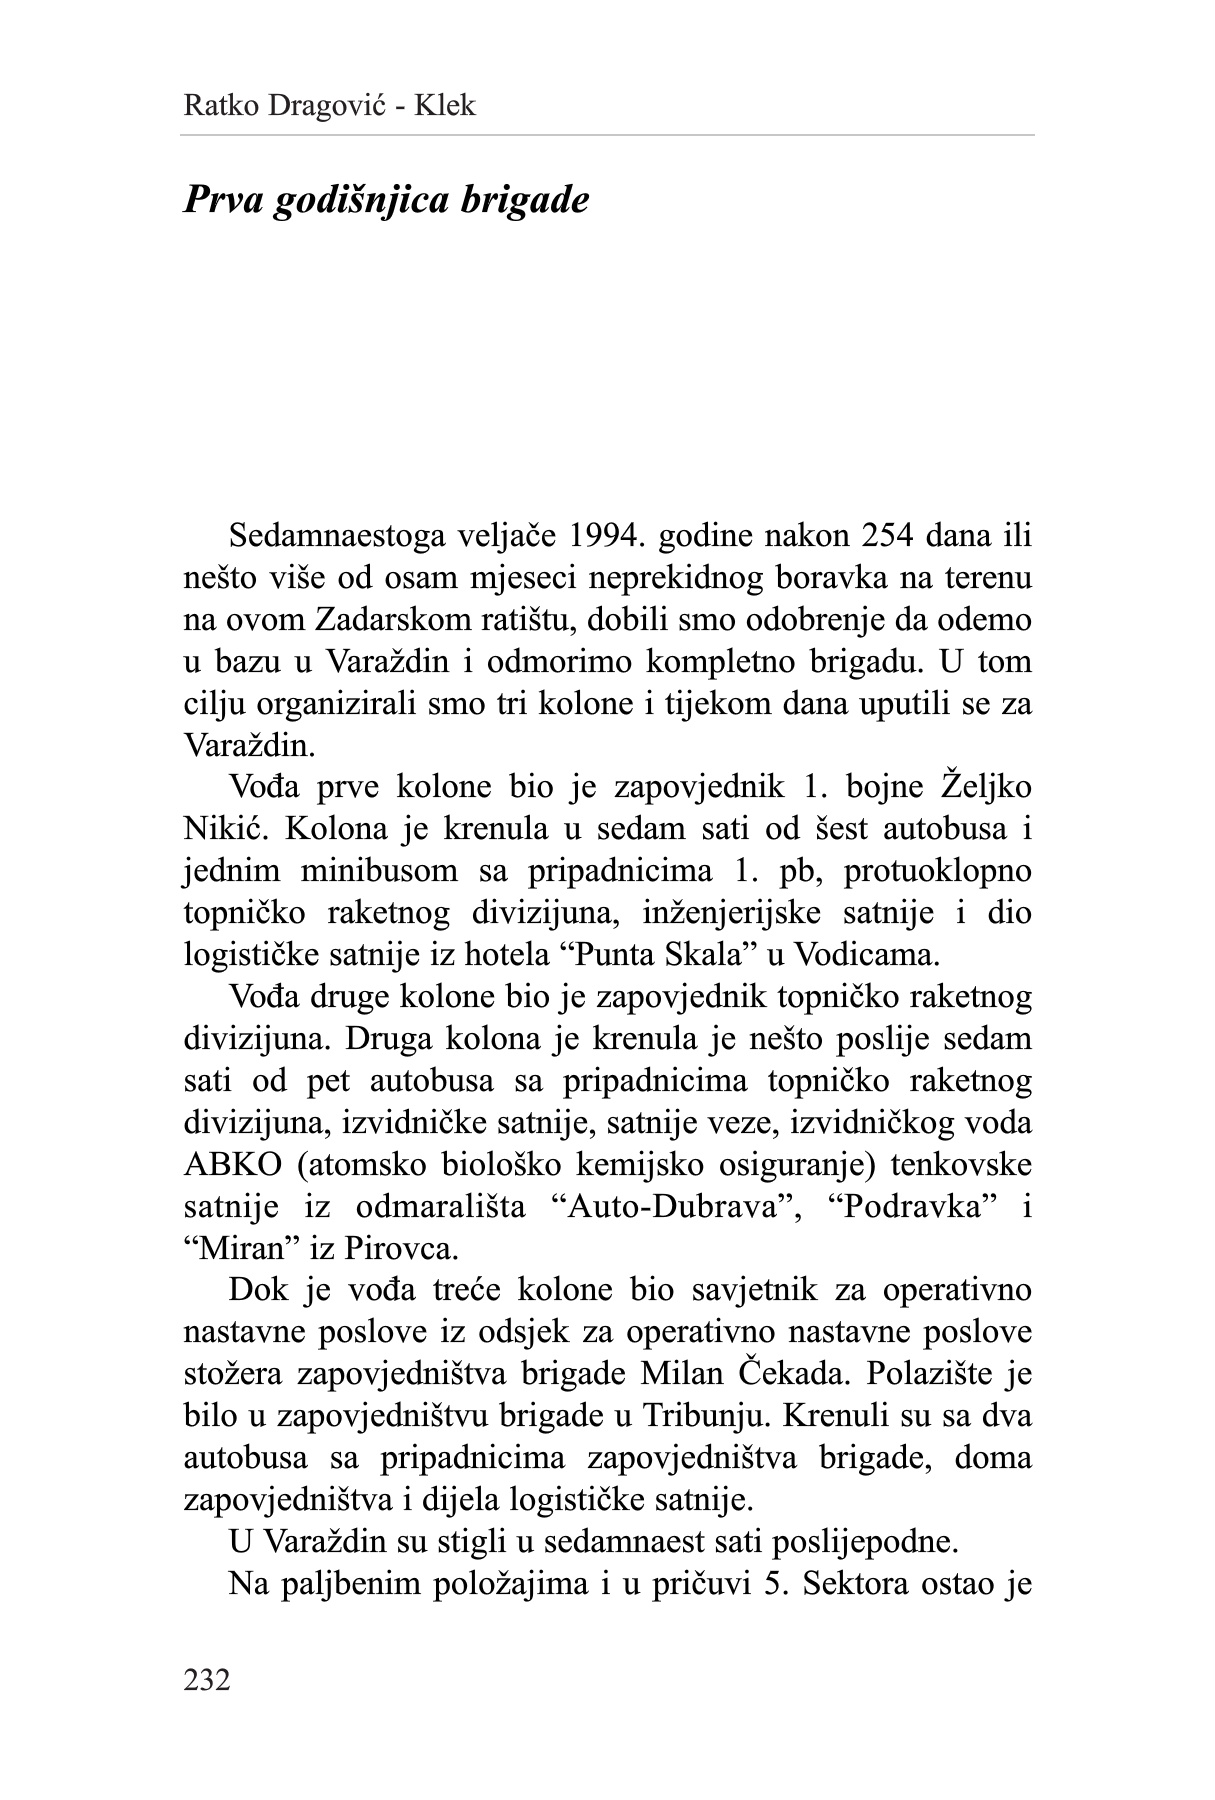 Ratko Dragović - Klek
Prva godišnjica brigade
Sedamnaestoga veljače 1994. godine nakon 254 dana ili
nešto više od osam mjeseci neprekidnog boravka na terenu
na ovom Zadarskom ratištu, dobili smo odobrenje da odemo
u bazu u Varaždin i odmorimo kompletno brigadu. U tom
cilju organizirali smo tri kolone i tijekom dana uputili se za
Varaždin.
Vođa prve kolone bio je zapovjednik 1. bojne Željko
Nikić. Kolona je krenula u sedam sati od šest autobusa i
jednim minibusom sa pripadnicima 1. pb, protuoklopno
topničko raketnog divizijuna, inženjerijske satnije i dio
logističke satnije iz hotela “Punta Skala” u Vodicama.
Vođa druge kolone bio je zapovjednik topničko raketnog
divizijuna. Druga kolona je krenula je nešto poslije sedam
sati od pet autobusa sa pripadnicima topničko raketnog
divizijuna, izvidničke satnije, satnije veze, izvidničkog voda
ABKO (atomsko biološko kemijsko osiguranje) tenkovske
satnije iz odmarališta “Auto-Dubrava”, “Podravka” i
“Miran” iz Pirovca.
Dok je vođa treće kolone bio savjetnik za operativno
nastavne poslove iz odsjek za operativno nastavne poslove
stožera zapovjedništva brigade Milan Čekada. Polazište je
bilo u zapovjedništvu brigade u Tribunju. Krenuli su sa dva
autobusa sa pripadnicima zapovjedništva brigade, doma
zapovjedništva i dijela logističke satnije.
U Varaždin su stigli u sedamnaest sati poslijepodne.
Na paljbenim položajima i u pričuvi 5. Sektora ostao je
232